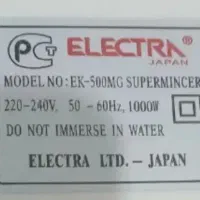 PCT ELECTRA®
JAPAN
MODEL NO:EK-500MG SUPERMINCER
220-240V, 50-60Hz, 1000W
DO NOT IMMERSE IN WATER
ELECTRA LTD.-JAPAN